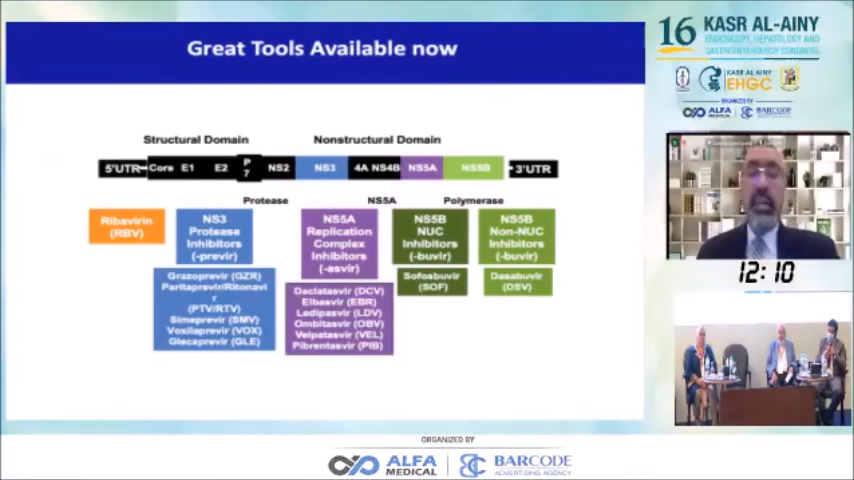 Great Tools Available now
Structural Domain
Nonstructural Domain
5'UTR
Core
E1
E2
P
7
NS2
NS3
4A
NS4B
NS5A
NS5B
3'UTR
Protease
NS5A
Polymerase
Ribavirin
(RBV)
NS3
Protease
Inhibitors
(-previr)
Grazoprevir (GZR)
Paritaprevir/Ritonavi
r
(PTV/RTV)
Simeprevir (SMV)
Voxilaprevir (VOX)
Glecaprevir (GLE)
NS5A
Replication
Complex
Inhibitors
(-asvir)
Daclatasvir (DCV)
Elbasvir (EBR)
Ledipasvir (LDV)
Ombitasvir (OBV)
Velpatasvir (VEL)
Pibrentasvir (PIB)
NS5B
NUC
Inhibitors
(-buvir)
Sofosbuvir
(SOF)
NS5B
Non-NUC
Inhibitors
(-buvir)
Dasabuvir
(DSV)
16 KASR AL-AINY
ENDOSCOPY, HEPATOLOGY AND
GASTROENTEROLOGY CONGRESS
KASR AL AINY
EHGC
ORGANIZED BY
ALFA
MEDICAL
BARCODE
12:10
ORGANIZED BY
ALFA
MEDICAL
BARCODE
ADVERTISING AGENCY